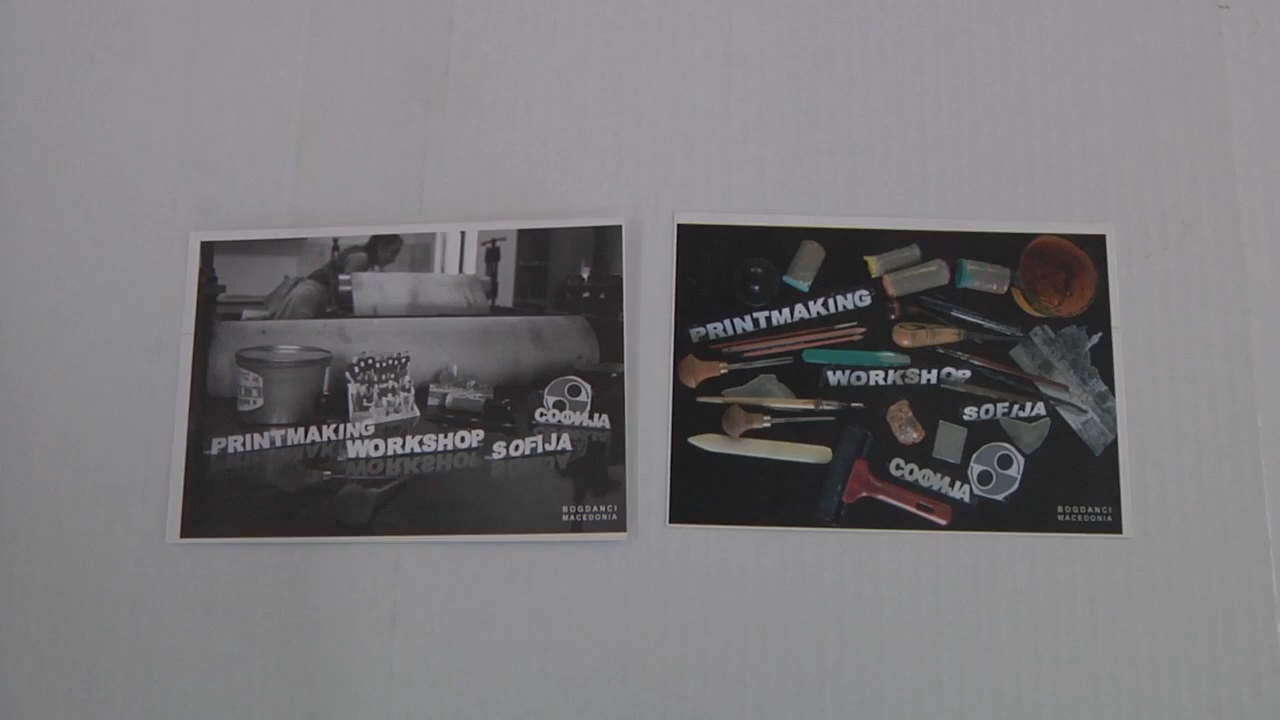 PRINTMAKING
WORKSHOP
SOFIJA
СОФИЈА
BOGDANCI
MACEDONIA
PRINTMAKING
WORKSHOP
SOFIJA
СОФИЈА
BOGDANCI
MACEDONIA